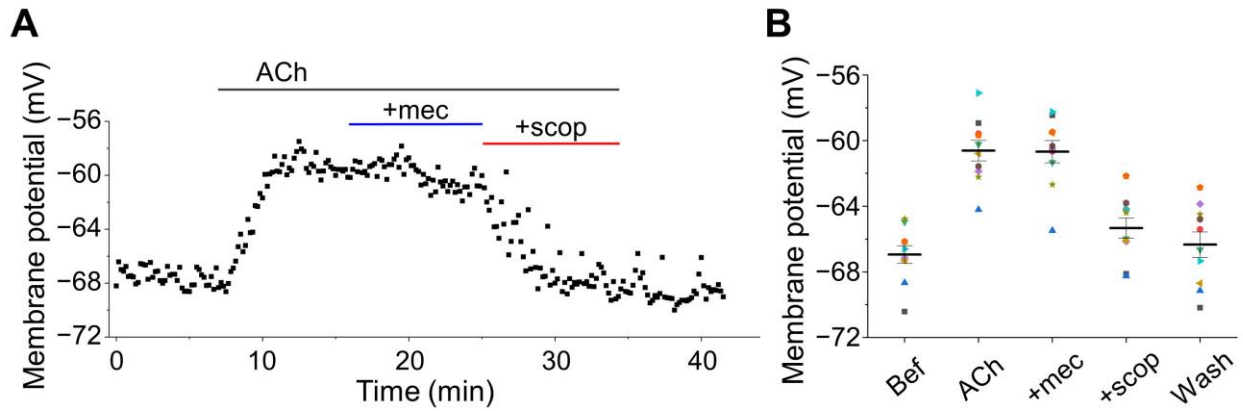 A
ACh
+mec
+scop
Membrane potential (mV)
−56
−60
−64
−68
−72
0
10
20
30
40
Time (min)
B
Membrane potential (mV)
−56
−60
−64
−68
−72
Bef
ACh
+mec
+scop
Wash